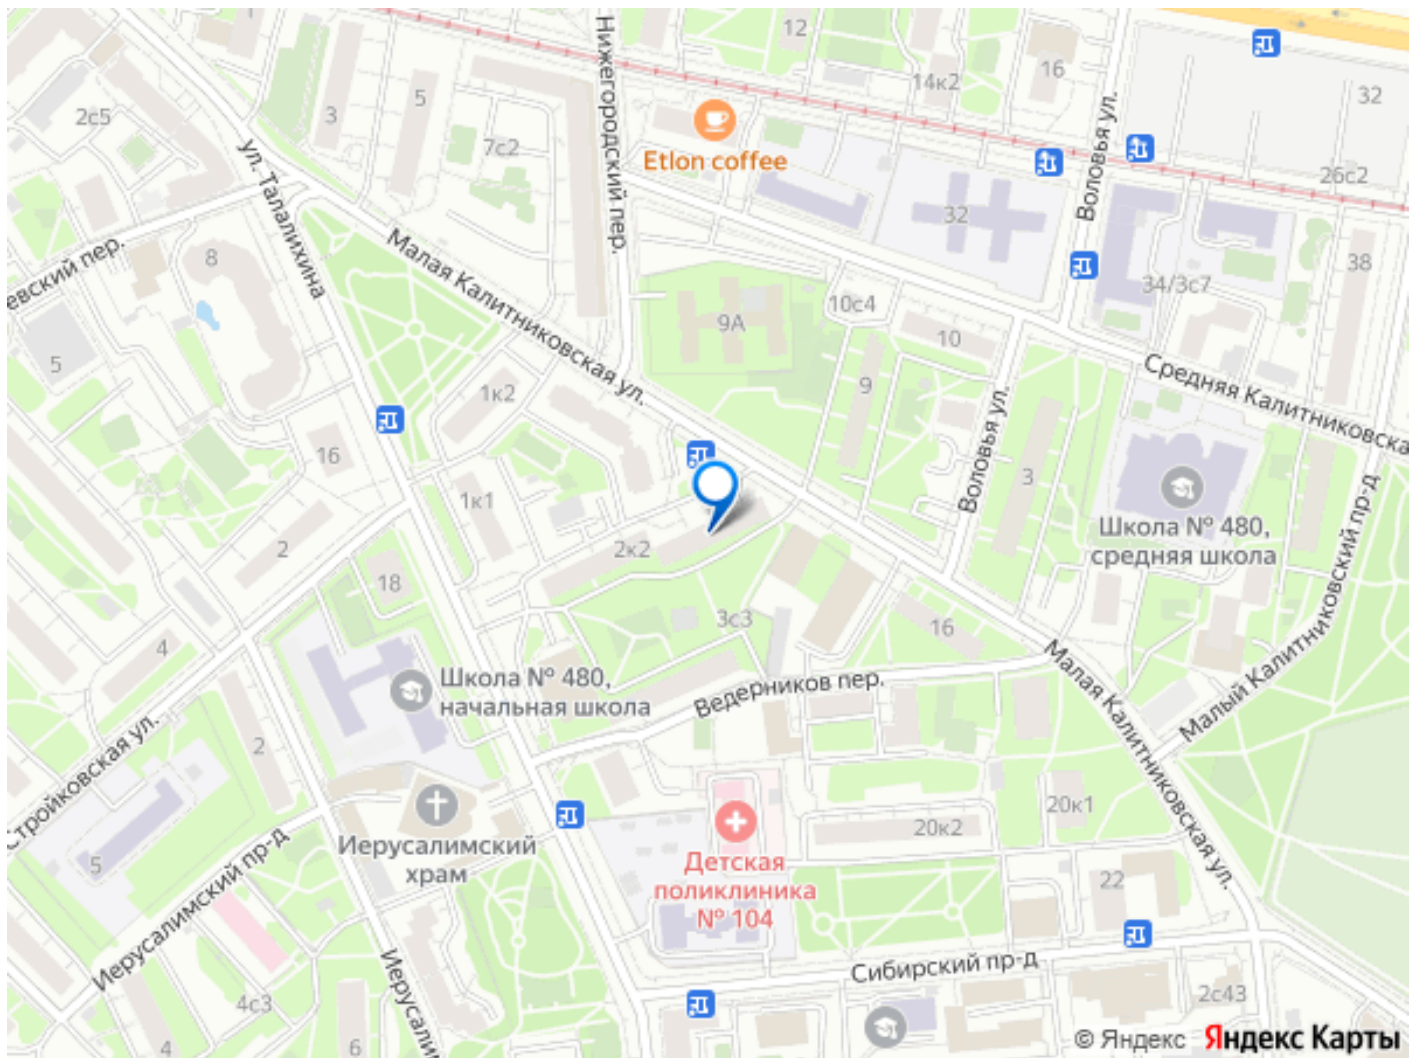 12
16
1
14к2
32
2с5
3
5
7с2
Нижегородский пер.
Etlon coffee
Воловья ул.
26с2
ул. Талалихина
32
евский пер.
8
Малая Калитниковская ул.
38
34/3с7
10с4
9А
10
5
9
Средняя Калитниковска
1к2
Воловья ул.
16
3
1к1
Школа № 480,
средняя школа
2
2к2
18
Малый Калитниковский пр-д
3с3
16
4
Школа № 480,
начальная школа
Ведерников пер.
Малая Калитниковская ул.
Стройковская ул.
2
20к1
20к2
Иерусалимский
храм
5
Детская
поликлиника
№ 104
22
Иерусалимский пр-д
Иерусалим
Сибирский пр-д
4с3
2с43
4
6
© Яндекс Яндекс Карты